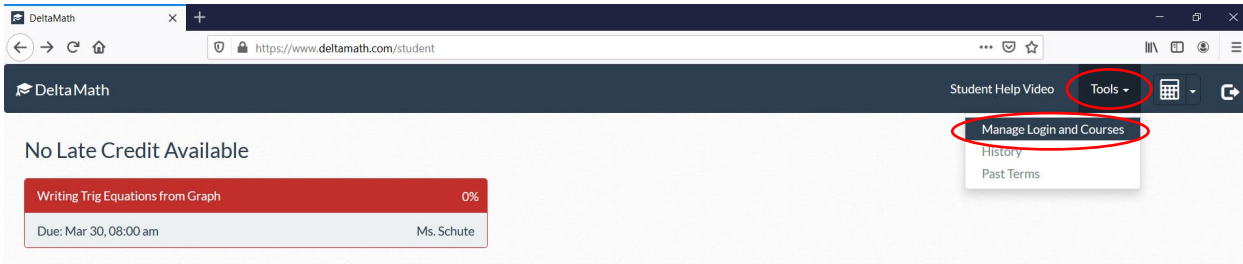 DeltaMath
https://www.deltamath.com/student
DeltaMath
Student Help Video
Tools
Manage Login and Courses
History
Past Terms
No Late Credit Available
Writing Trig Equations from Graph 0%
Due: Mar 30, 08:00 am Ms. Schute